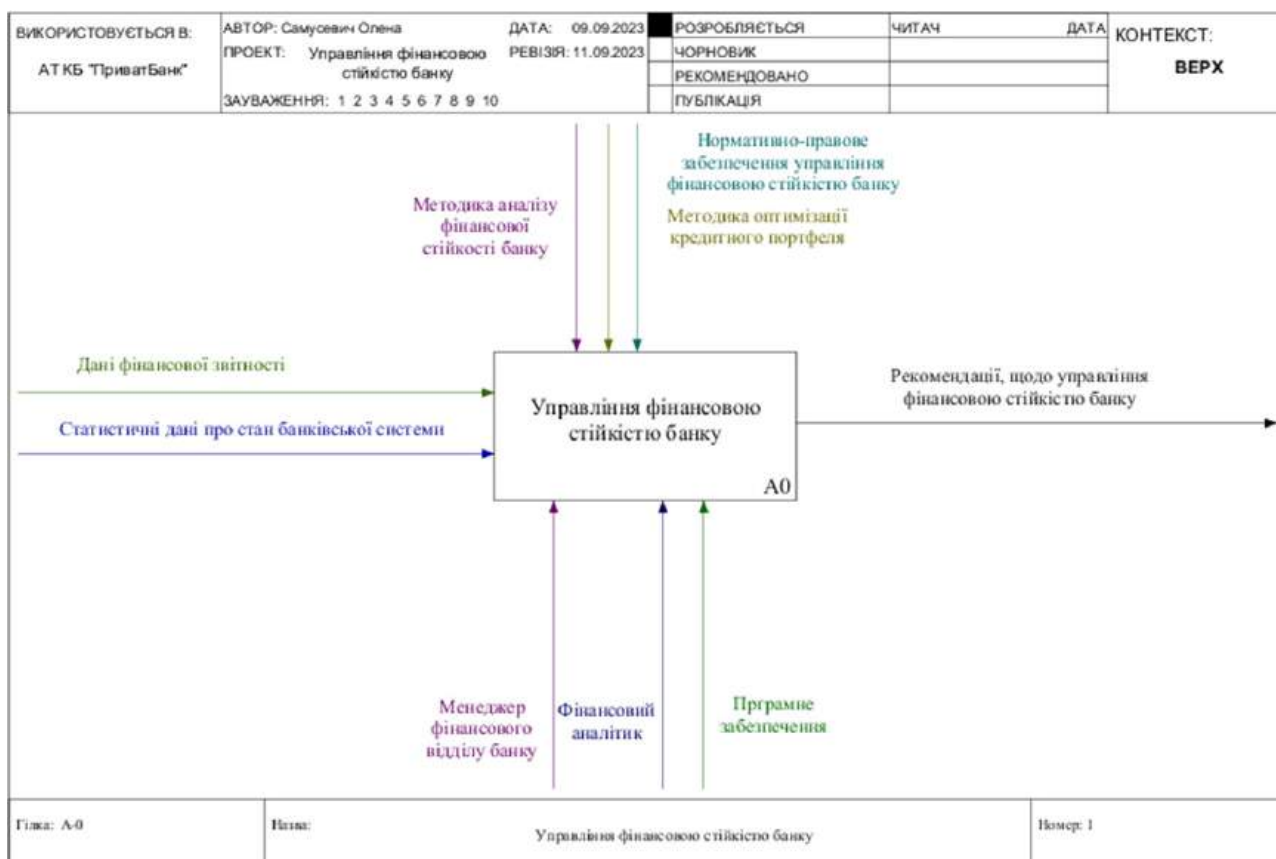 ВИКОРИСТОВУЄТЬСЯ В:
АТ КБ "ПриватБанк"
АВТОР: Самусевич Олена
ДАТА: 09.09.2023
ПРОЕКТ: Управління фінансовою
стійкістю банку
РЕВІЗІЯ: 11.09.2023
ЗАУВАЖЕННЯ: 1 2 3 4 5 6 7 8 9 10
РОЗРОБЛЯЄТЬСЯ
ЧОРНОВИК
РЕКОМЕНДОВАНО
ПУБЛІКАЦІЯ
ЧИТАЧ
ДАТА
КОНТЕКСТ:
ВЕРХ
Нормативно-правове
забезпечення управління
фінансовою стійкістю банку
Методика аналізу
фінансової
стійкості банку
Методика оптимізації
кредитного портфеля
Дані фінансової звітності
Статистичні дані про стан банківської системи
Управління фінансовою
стійкістю банку
A0
Рекомендації, щодо управління
фінансовою стійкістю банку
Менеджер
фінансового
відділу банку
Фінансовий
аналітик
Прграмне
забезпечення
Гілка: A-0
Назва:
Управління фінансовою стійкістю банку
Номер: 1